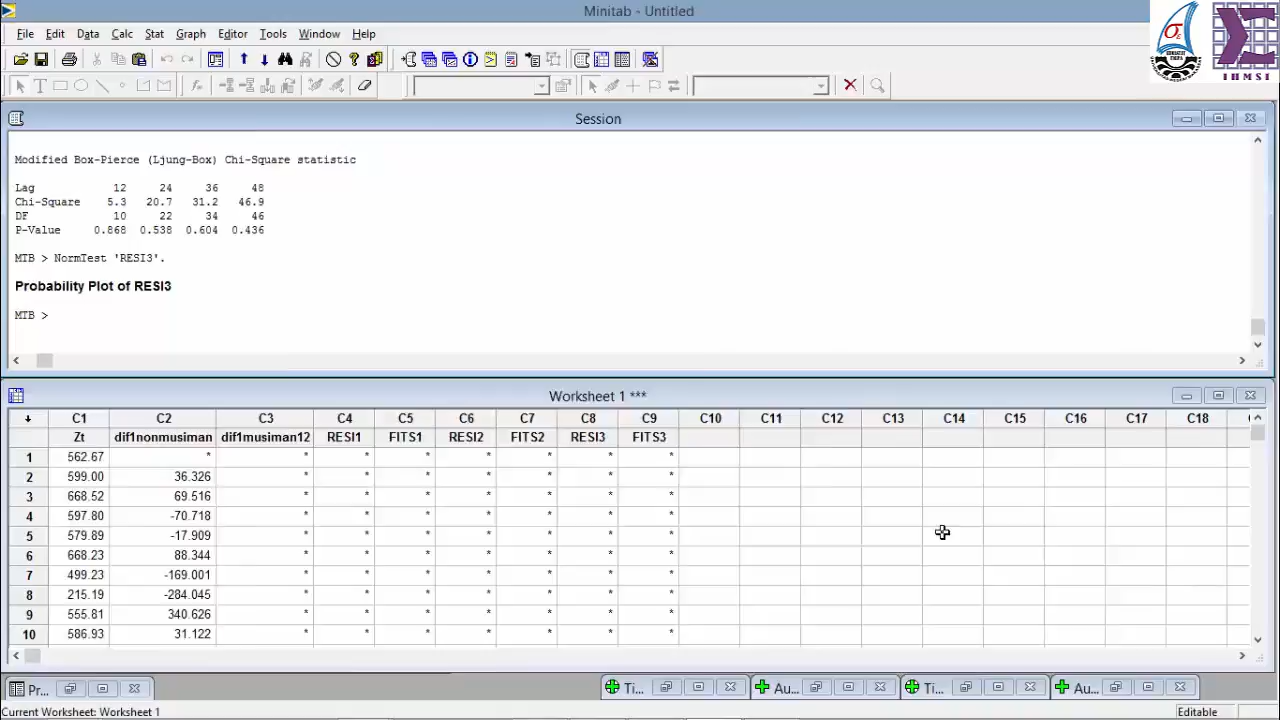 Minitab - Untitled
File Edit Data Calc Stat Graph Editor Tools Window Help
IHMSI
Session
Modified Box-Pierce (Ljung-Box) Chi-Square statistic
Lag 12 24 36 48
Chi-Square 5.3 20.7 31.2 46.9
DF 10 22 34 46
P-Value 0.868 0.538 0.604 0.436
MTB > NormTest 'RESI3'.
Probability Plot of RESI3
MTB >
Worksheet 1 ***
C1 C2 C3 C4 C5 C6 C7 C8 C9 C10 C11 C12 C13 C14 C15 C16 C17 C18
Zt dif1nonmusiman dif1musiman12 RESI1 FITS1 RESI2 FITS2 RESI3 FITS3
1 562.67 * * * * * * * *
2 599.00 36.326 * * * * * * *
3 668.52 69.516 * * * * * * *
4 597.80 -70.718 * * * * * * *
5 579.89 -17.909 * * * * * * *
6 668.23 88.344 * * * * * * *
7 499.23 -169.001 * * * * * * *
8 215.19 -284.045 * * * * * * *
9 555.81 340.626 * * * * * * *
10 586.93 31.122 * * * * * * *
Pr... Ti... Au... Ti... Au...
Current Worksheet: Worksheet 1 Editable